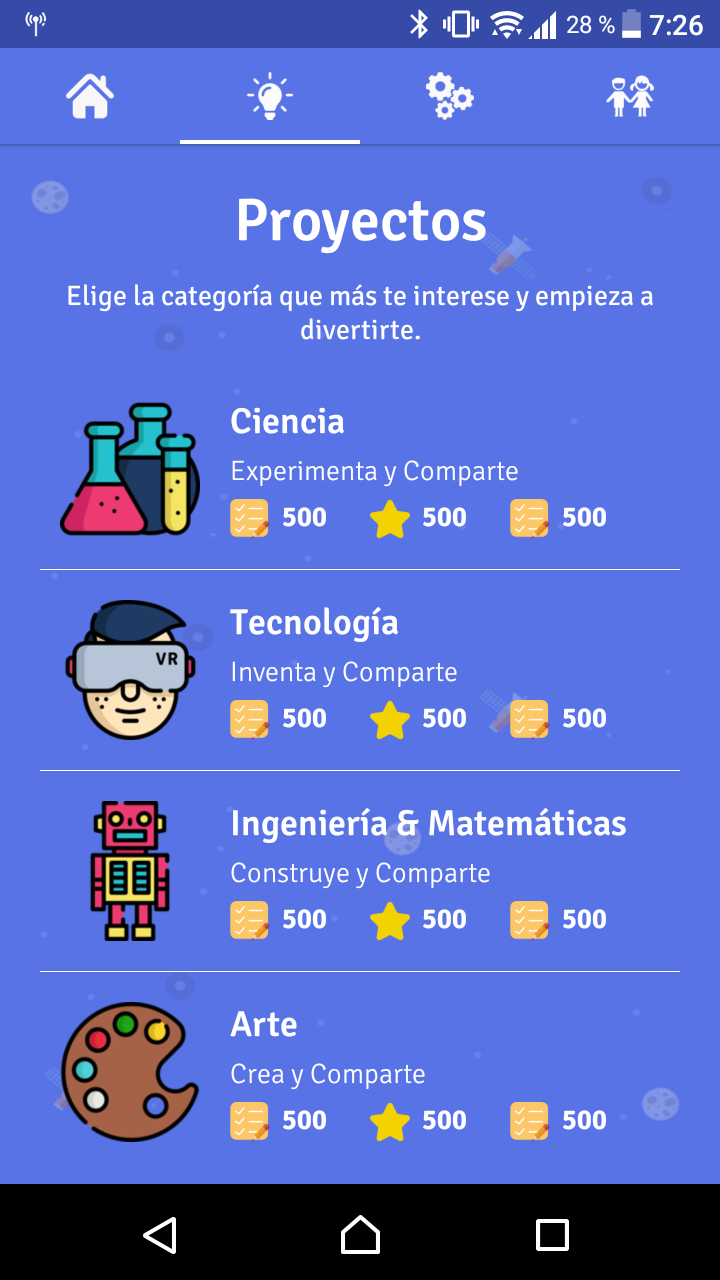 28 % 7:26
Proyectos
Elige la categoría que más te interese y empieza a
divertirte.
Ciencia
Experimenta y Comparte
500 500 500
VR
Tecnología
Inventa y Comparte
500 500 500
Ingeniería & Matemáticas
Construye y Comparte
500 500 500
Arte
Crea y Comparte
500 500 500